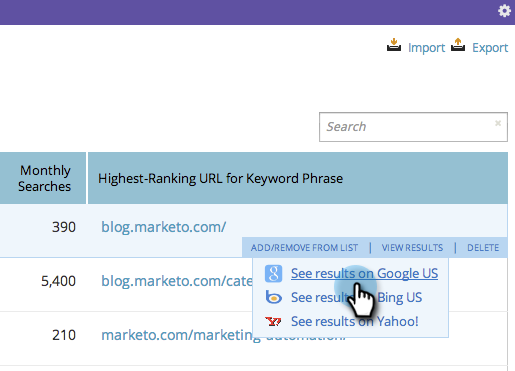 Import Export
Search
Monthly Searches
Highest-Ranking URL for Keyword Phrase
390 blog.marketo.com/
ADD/REMOVE FROM LIST | VIEW RESULTS | DELETE
5,400 blog.marketo.com/cate
See results on Google US
See resul Bing US
See results on Yahoo!
210 marketo.com/marketing-automation/